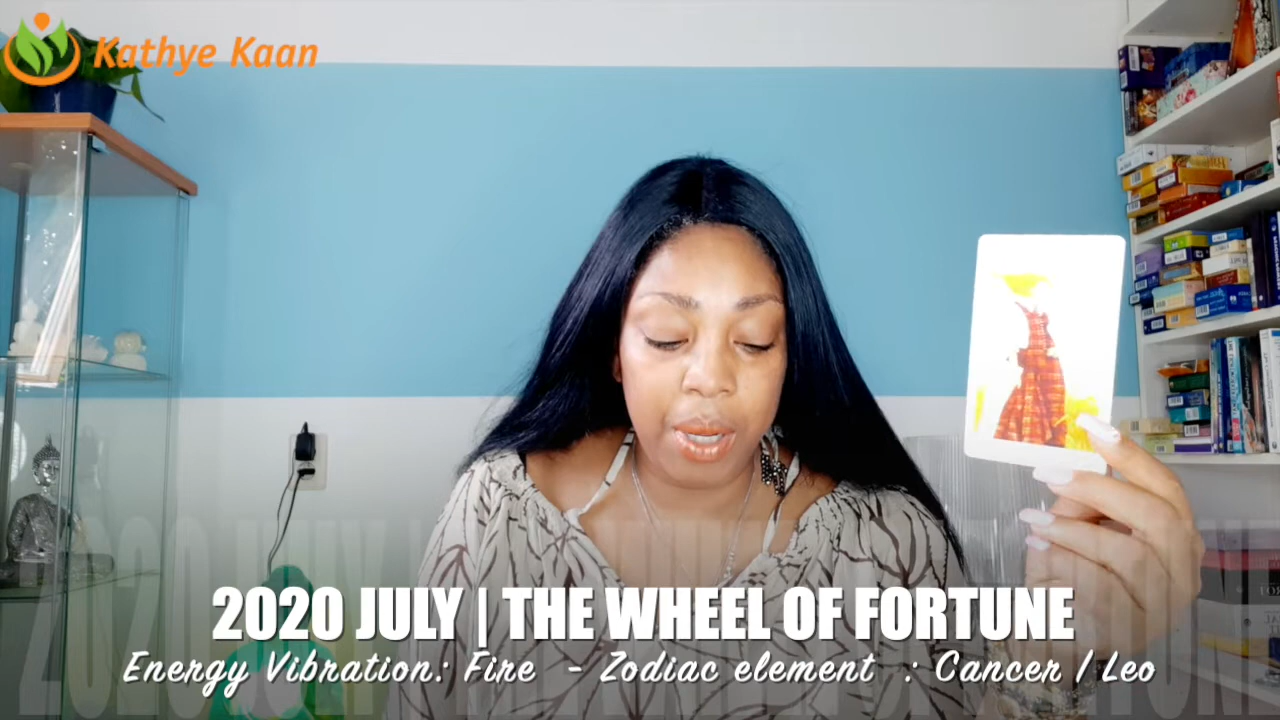 Kathye Kaan
2020 JULY | THE WHEEL OF FORTUNE
Energy Vibration: Fire - Zodiac element : Cancer / Leo